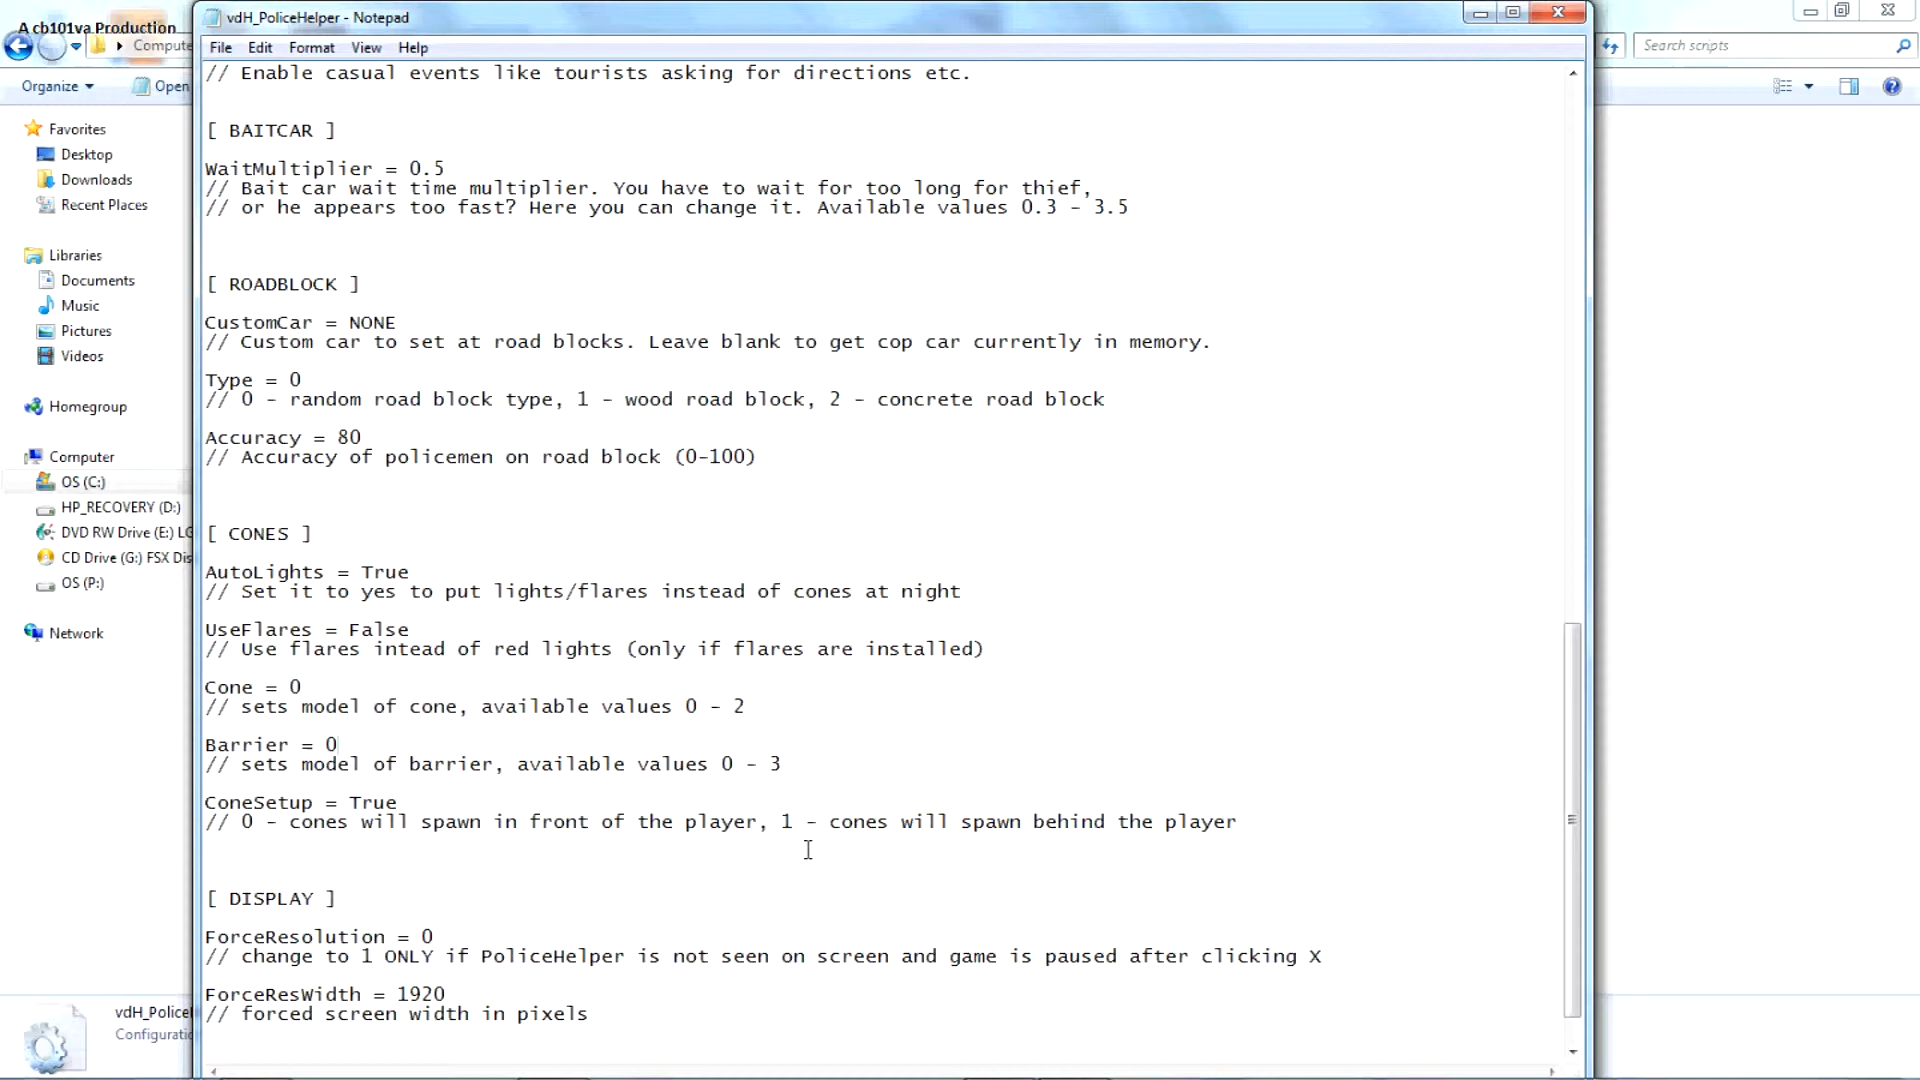 A cb101va Production
vdH_PoliceHelper - Notepad
Compute
Search scripts
File Edit Format View Help
Organize
Open
Favorites
Desktop
Downloads
Recent Places
Libraries
Documents
Music
Pictures
Videos
Homegroup
Computer
OS (C:)
HP_RECOVERY (D:)
DVD RW Drive (E:) LG
CD Drive (G:) FSX Dis
OS (P:)
Network
// Enable casual events like tourists asking for directions etc.
[ BAITCAR ]
WaitMultiplier = 0.5
// Bait car wait time multiplier. You have to wait for too long for thief,
// or he appears too fast? Here you can change it. Available values 0.3 - 3.5
[ ROADBLOCK ]
CustomCar = NONE
// Custom car to set at road blocks. Leave blank to get cop car currently in memory.
Type = 0
// 0 - random road block type, 1 - wood road block, 2 - concrete road block
Accuracy = 80
// Accuracy of policemen on road block (0-100)
[ CONES ]
AutoLights = True
// Set it to yes to put lights/flares instead of cones at night
UseFlares = False
// Use flares intead of red lights (only if flares are installed)
Cone = 0
// sets model of cone, available values 0 - 2
Barrier = 0
// sets model of barrier, available values 0 - 3
ConeSetup = True
// 0 - cones will spawn in front of the player, 1 - cones will spawn behind the player
[ DISPLAY ]
ForceResolution = 0
// change to 1 ONLY if PoliceHelper is not seen on screen and game is paused after clicking X
ForceResWidth = 1920
// forced screen width in pixels
vdH_PoliceH
Configuratio